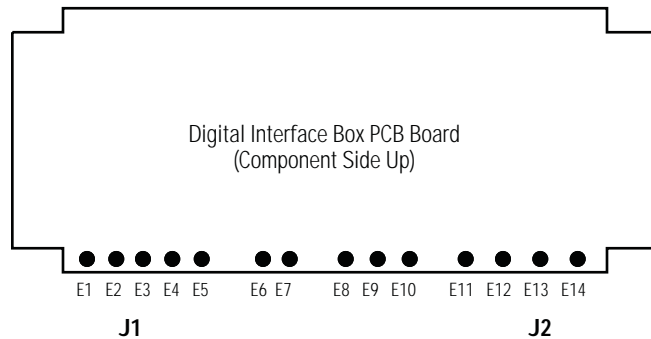 Digital Interface Box PCB Board
(Component Side Up)
E1 E2 E3 E4 E5 E6 E7 E8 E9 E10 E11 E12 E13 E14
J1 J2